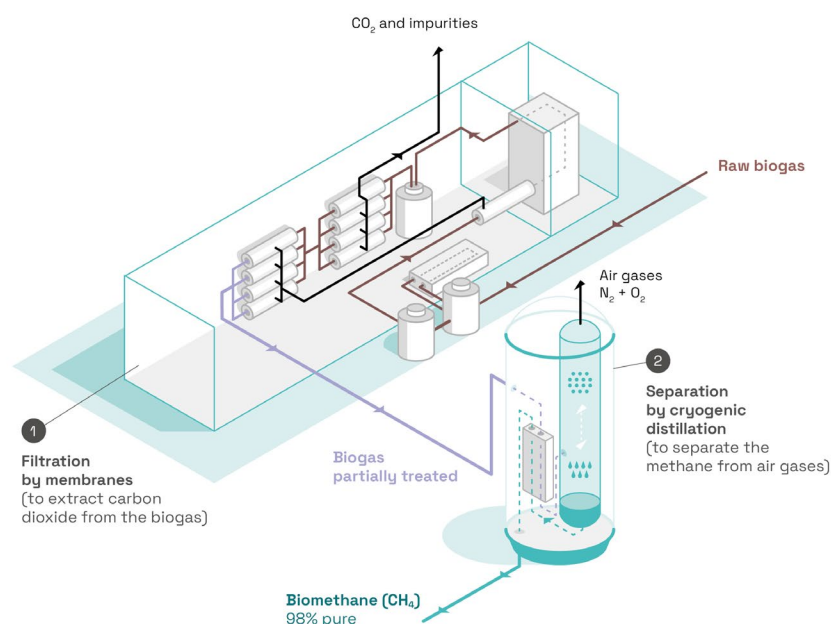 CO₂ and impurities
Raw biogas
Air gases
N₂ + O₂
2
Separation
by cryogenic
distillation
(to separate the
methane from air gases)
1
Filtration
by membranes
(to extract carbon
dioxide from the biogas)
Biogas
partially treated
Biomethane (CH₄)
98% pure